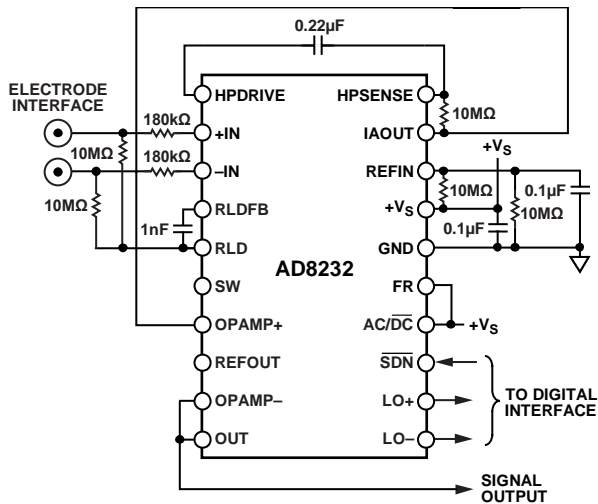 0.22µF
ELECTRODE
INTERFACE
HPDRIVE
HPSENSE
180kΩ
10MΩ
+IN
IAOUT
10MΩ
180kΩ
+VS
–IN
REFIN
10MΩ
10MΩ
0.1µF
RLDFB
+VS
1nF
0.1µF
10MΩ
RLD
GND
AD8232
SW
FR
OPAMP+
AC/DC
+VS
REFOUT
SDN
OPAMP–
LO+
TO DIGITAL
INTERFACE
OUT
LO–
SIGNAL
OUTPUT